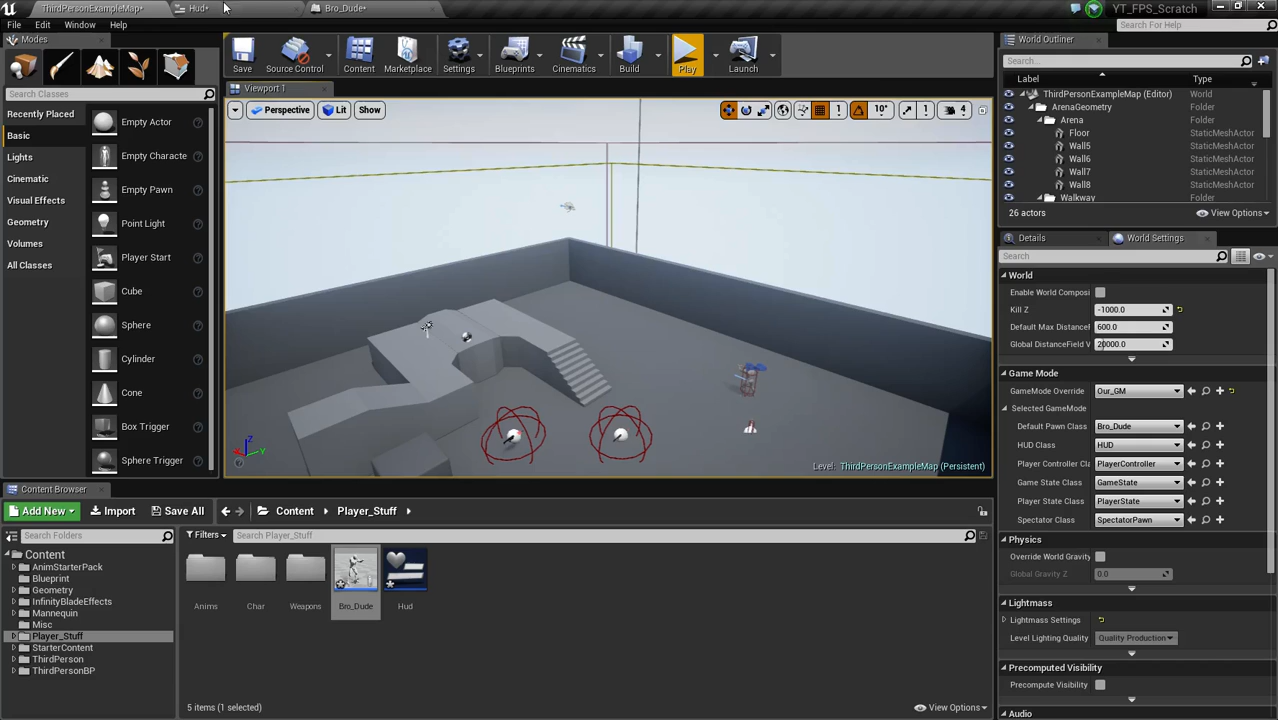 ThirdPersonExampleMap*
Hud*
Bro_Dude*
YT_FPS_Scratch
File
Edit
Window
Help
Search For Help
Modes
Save
Source Control
Content
Marketplace
Settings
Blueprints
Cinematics
Build
Play
Launch
World Outliner
Search...
Label
Type
Search Classes
Viewport 1
Perspective
Lit
Show
1
10°
1
4
Recently Placed
Basic
Lights
Cinematic
Visual Effects
Geometry
Volumes
All Classes
Empty Actor
Empty Characte
Empty Pawn
Point Light
Player Start
Cube
Sphere
Cylinder
Cone
Box Trigger
Sphere Trigger
Level: ThirdPersonExampleMap (Persistent)
ThirdPersonExampleMap (Editor) World
ArenaGeometry Folder
Arena Folder
Floor StaticMeshActor
Wall5 StaticMeshActor
Wall6 StaticMeshActor
Wall7 StaticMeshActor
Wall8 StaticMeshActor
Walkway Folder
26 actors
View Options
Details
World Settings
Search
World
Enable World Composi
Kill Z -1000.0
Default Max DistanceF 600.0
Global DistanceField V 20000.0
Game Mode
GameMode Override Our_GM
Selected GameMode
Default Pawn Class Bro_Dude
HUD Class HUD
Player Controller Cla PlayerController
Game State Class GameState
Player State Class PlayerState
Spectator Class SpectatorPawn
Physics
Override World Gravity
Global Gravity Z 0.0
Lightmass
Lightmass Settings
Level Lighting Quality Quality Production
Precomputed Visibility
Precompute Visibility
Audio
Content Browser
Add New
Import
Save All
Content
Player_Stuff
Search Folders
Filters
Search Player_Stuff
Content
AnimStarterPack
Blueprint
Geometry
InfinityBladeEffects
Mannequin
Misc
Player_Stuff
StarterContent
ThirdPerson
ThirdPersonBP
Anims
Char
Weapons
Bro_Dude
Hud
5 items (1 selected)
View Options